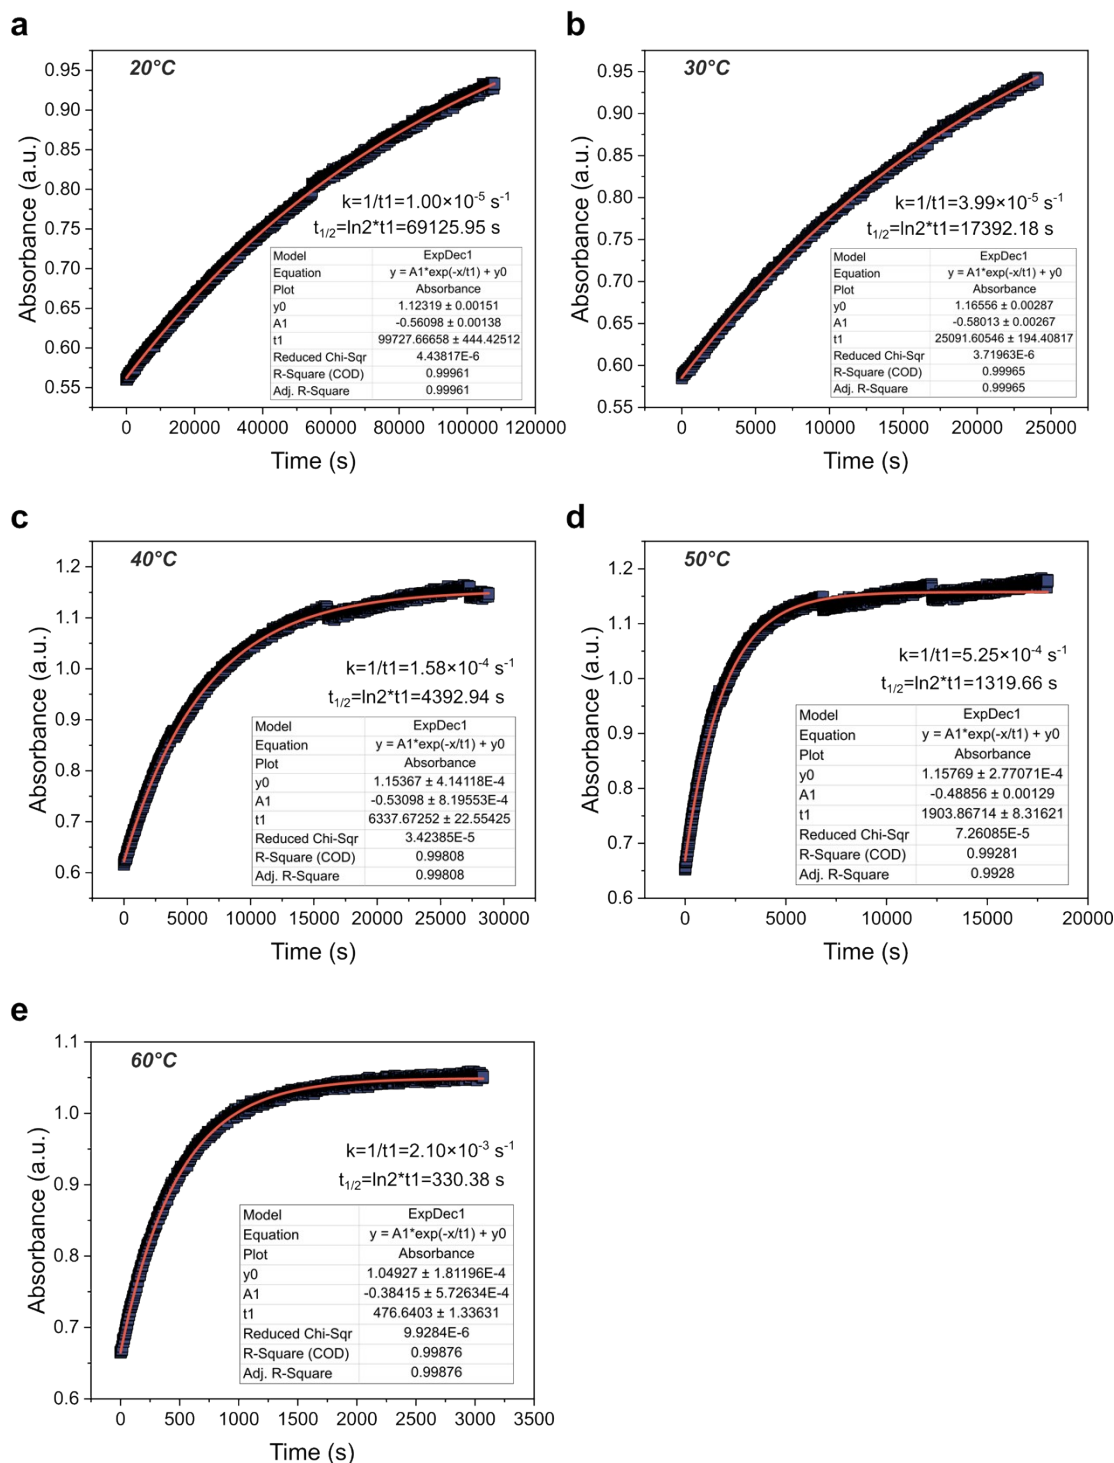 a
20°C
0.95
0.90
0.85
0.80
0.75
0.70
0.65
0.60
0.55
Absorbance (a.u.)
k=1/t1=1.00×10⁻⁵ s⁻¹
t₁/₂=ln2*t1=69125.95 s
Model ExpDec1
Equation y = A1*exp(-x/t1) + y0
Plot Absorbance
y0 1.12319 ± 0.00151
A1 -0.56098 ± 0.00138
t1 99727.66658 ± 444.42512
Reduced Chi-Sqr 4.43817E-6
R-Square (COD) 0.99961
Adj. R-Square 0.99961
0 20000 40000 60000 80000 100000 120000
Time (s)
b
30°C
0.95
0.90
0.85
0.80
0.75
0.70
0.65
0.60
0.55
Absorbance (a.u.)
k=1/t1=3.99×10⁻⁵ s⁻¹
t₁/₂=ln2*t1=17392.18 s
Model ExpDec1
Equation y = A1*exp(-x/t1) + y0
Plot Absorbance
y0 1.16556 ± 0.00287
A1 -0.58013 ± 0.00267
t1 25091.60546 ± 194.40817
Reduced Chi-Sqr 3.71963E-6
R-Square (COD) 0.99965
Adj. R-Square 0.99965
0 5000 10000 15000 20000 25000
Time (s)
c
40°C
1.2
1.1
1.0
0.9
0.8
0.7
0.6
Absorbance (a.u.)
k=1/t1=1.58×10⁻⁴ s⁻¹
t₁/₂=ln2*t1=4392.94 s
Model ExpDec1
Equation y = A1*exp(-x/t1) + y0
Plot Absorbance
y0 1.15367 ± 4.14118E-4
A1 -0.53098 ± 8.19553E-4
t1 6337.67252 ± 22.55425
Reduced Chi-Sqr 3.42385E-5
R-Square (COD) 0.99808
Adj. R-Square 0.99808
0 5000 10000 15000 20000 25000 30000
Time (s)
d
50°C
1.2
1.1
1.0
0.9
0.8
0.7
0.6
Absorbance (a.u.)
k=1/t1=5.25×10⁻⁴ s⁻¹
t₁/₂=ln2*t1=1319.66 s
Model ExpDec1
Equation y = A1*exp(-x/t1) + y0
Plot Absorbance
y0 1.15769 ± 2.77071E-4
A1 -0.48856 ± 0.00129
t1 1903.86714 ± 8.31621
Reduced Chi-Sqr 7.26085E-5
R-Square (COD) 0.99281
Adj. R-Square 0.9928
0 5000 10000 15000 20000
Time (s)
e
60°C
1.1
1.0
0.9
0.8
0.7
0.6
Absorbance (a.u.)
k=1/t1=2.10×10⁻³ s⁻¹
t₁/₂=ln2*t1=330.38 s
Model ExpDec1
Equation y = A1*exp(-x/t1) + y0
Plot Absorbance
y0 1.04927 ± 1.81196E-4
A1 -0.38415 ± 5.72634E-4
t1 476.6403 ± 1.33631
Reduced Chi-Sqr 9.9284E-6
R-Square (COD) 0.99876
Adj. R-Square 0.99876
0 500 1000 1500 2000 2500 3000 3500
Time (s)